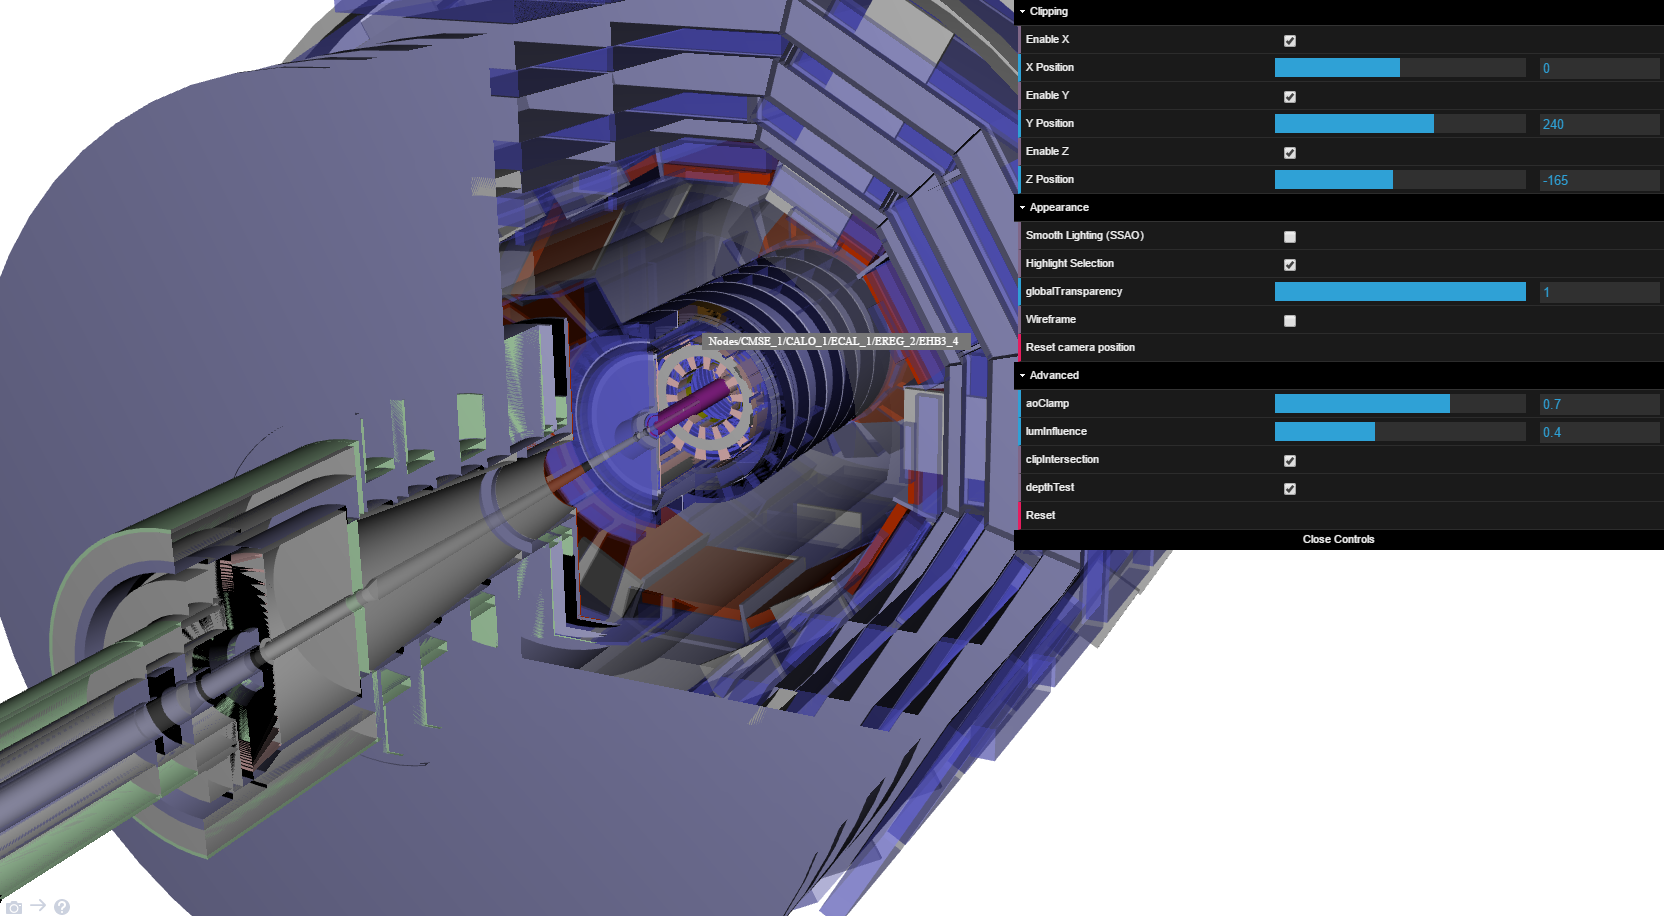 Clipping
Enable X
X Position 0
Enable Y
Y Position 240
Enable Z
Z Position -165
Appearance
Smooth Lighting (SSAO)
Highlight Selection
globalTransparency 1
Wireframe
Reset camera position
Advanced
aoClamp 0.7
lumInfluence 0.4
clipIntersection
depthTest
Reset
Close Controls
Nodes/CMSE_1/CALO_1/ECAL_1/EREG_2/EHB3_4
?